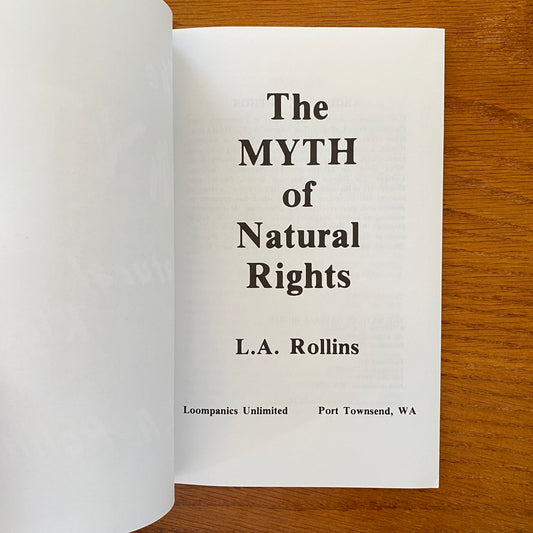 The
MYTH
of
Natural
Rights
L.A. Rollins
Loompanics Unlimited Port Townsend, WA